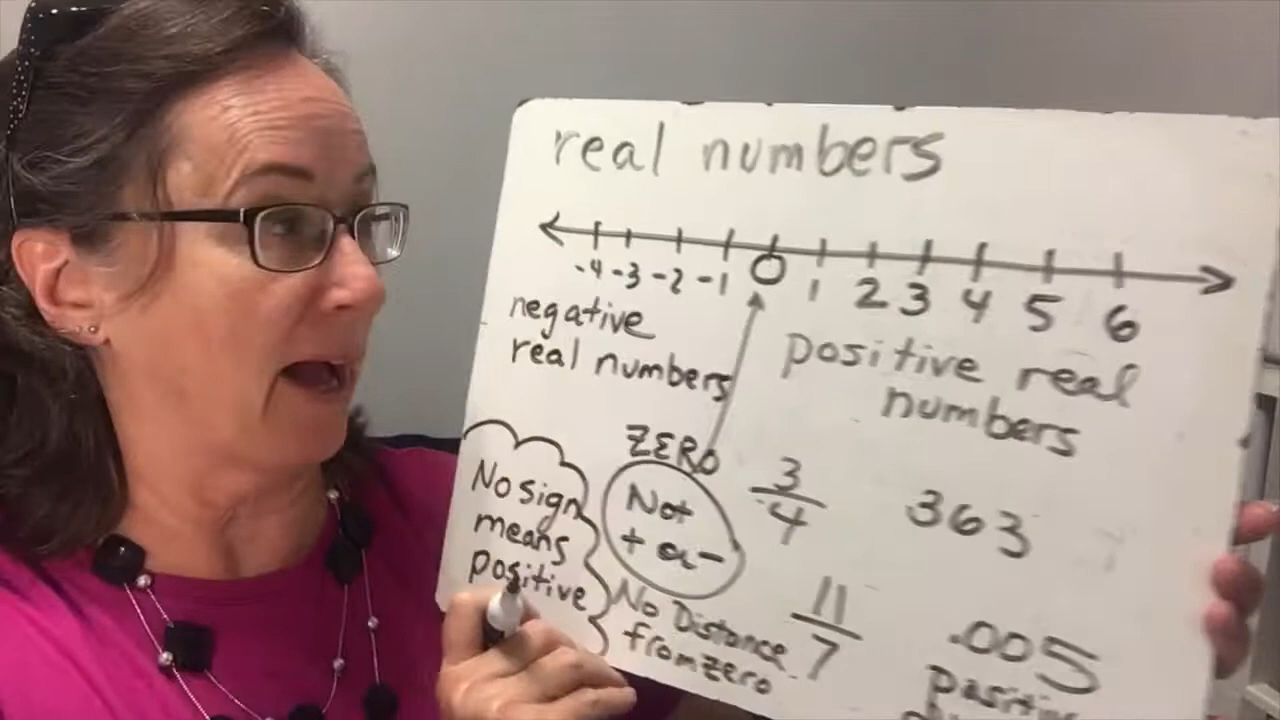 real numbers
-4 -3 -2 -1 0 1 2 3 4 5 6
negative
real numbers
positive real
numbers
ZERO
Not
+ or -
No Distance
from zero
No sign
means
positive
3
4
363
11
7
.005